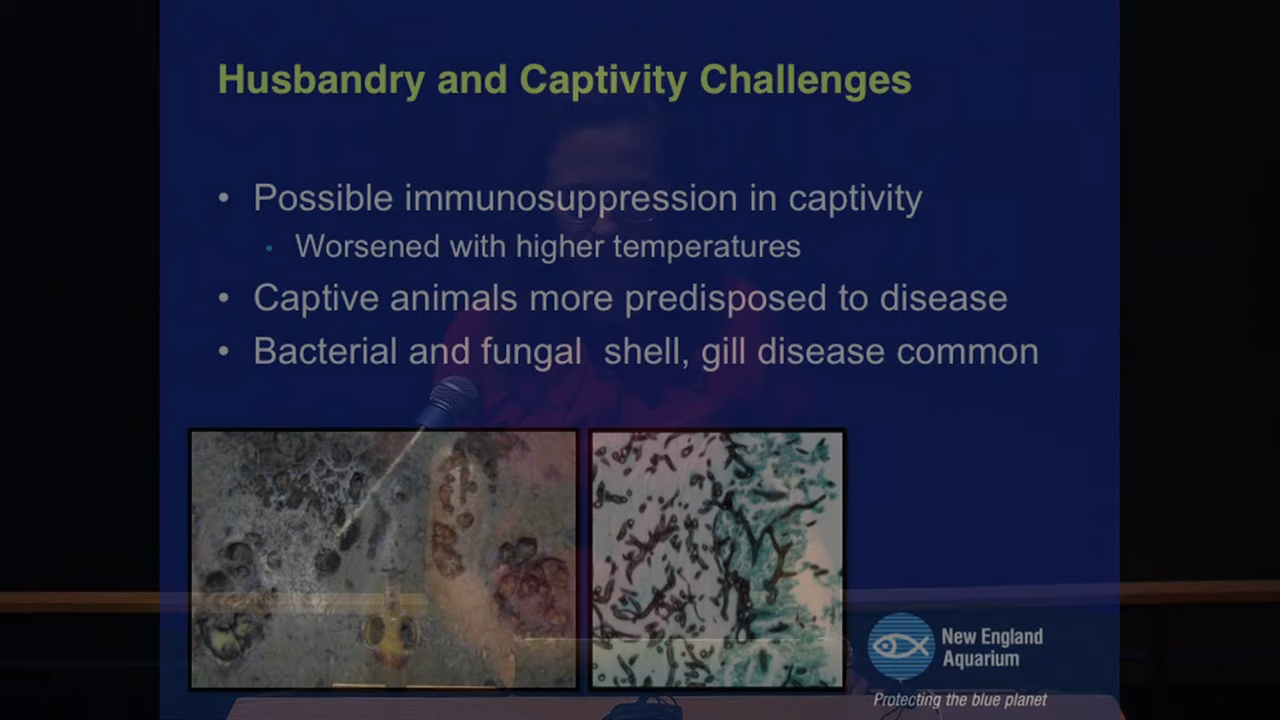 Husbandry and Captivity Challenges
• Possible immunosuppression in captivity
• Worsened with higher temperatures
• Captive animals more predisposed to disease
• Bacterial and fungal  shell, gill disease common
New England
Aquarium
Protecting the blue planet